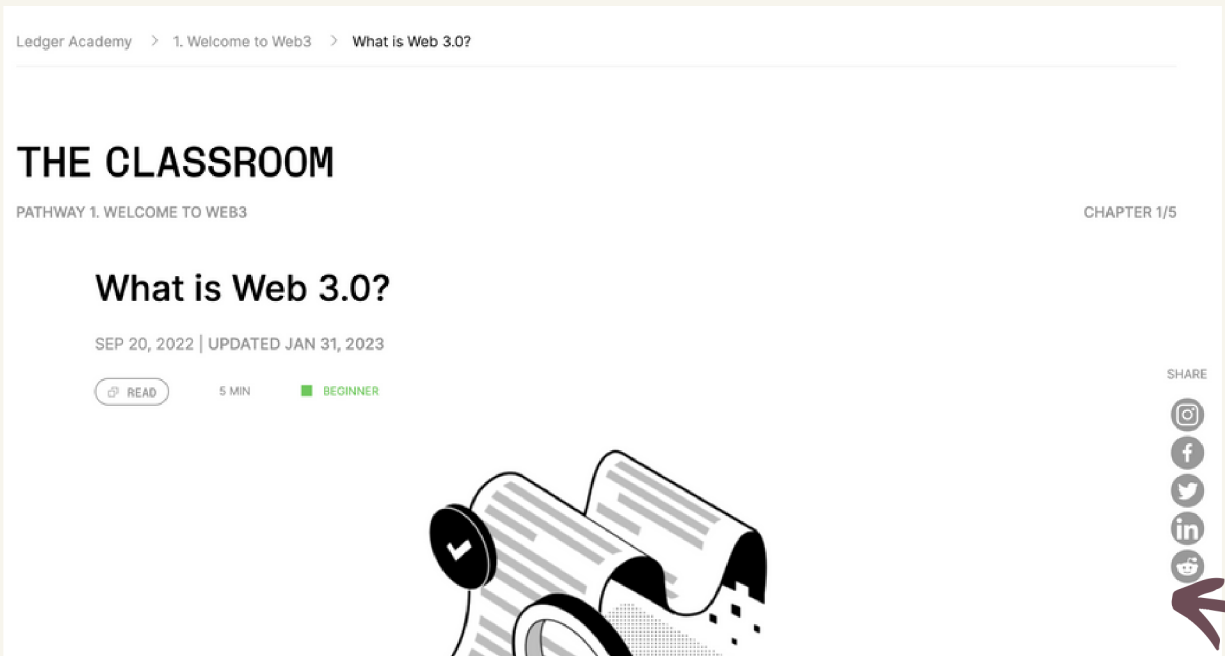 Ledger Academy > 1. Welcome to Web3 > What is Web 3.0?
THE CLASSROOM
PATHWAY 1. WELCOME TO WEB3
CHAPTER 1/5
What is Web 3.0?
SEP 20, 2022 | UPDATED JAN 31, 2023
READ 5 MIN BEGINNER
SHARE